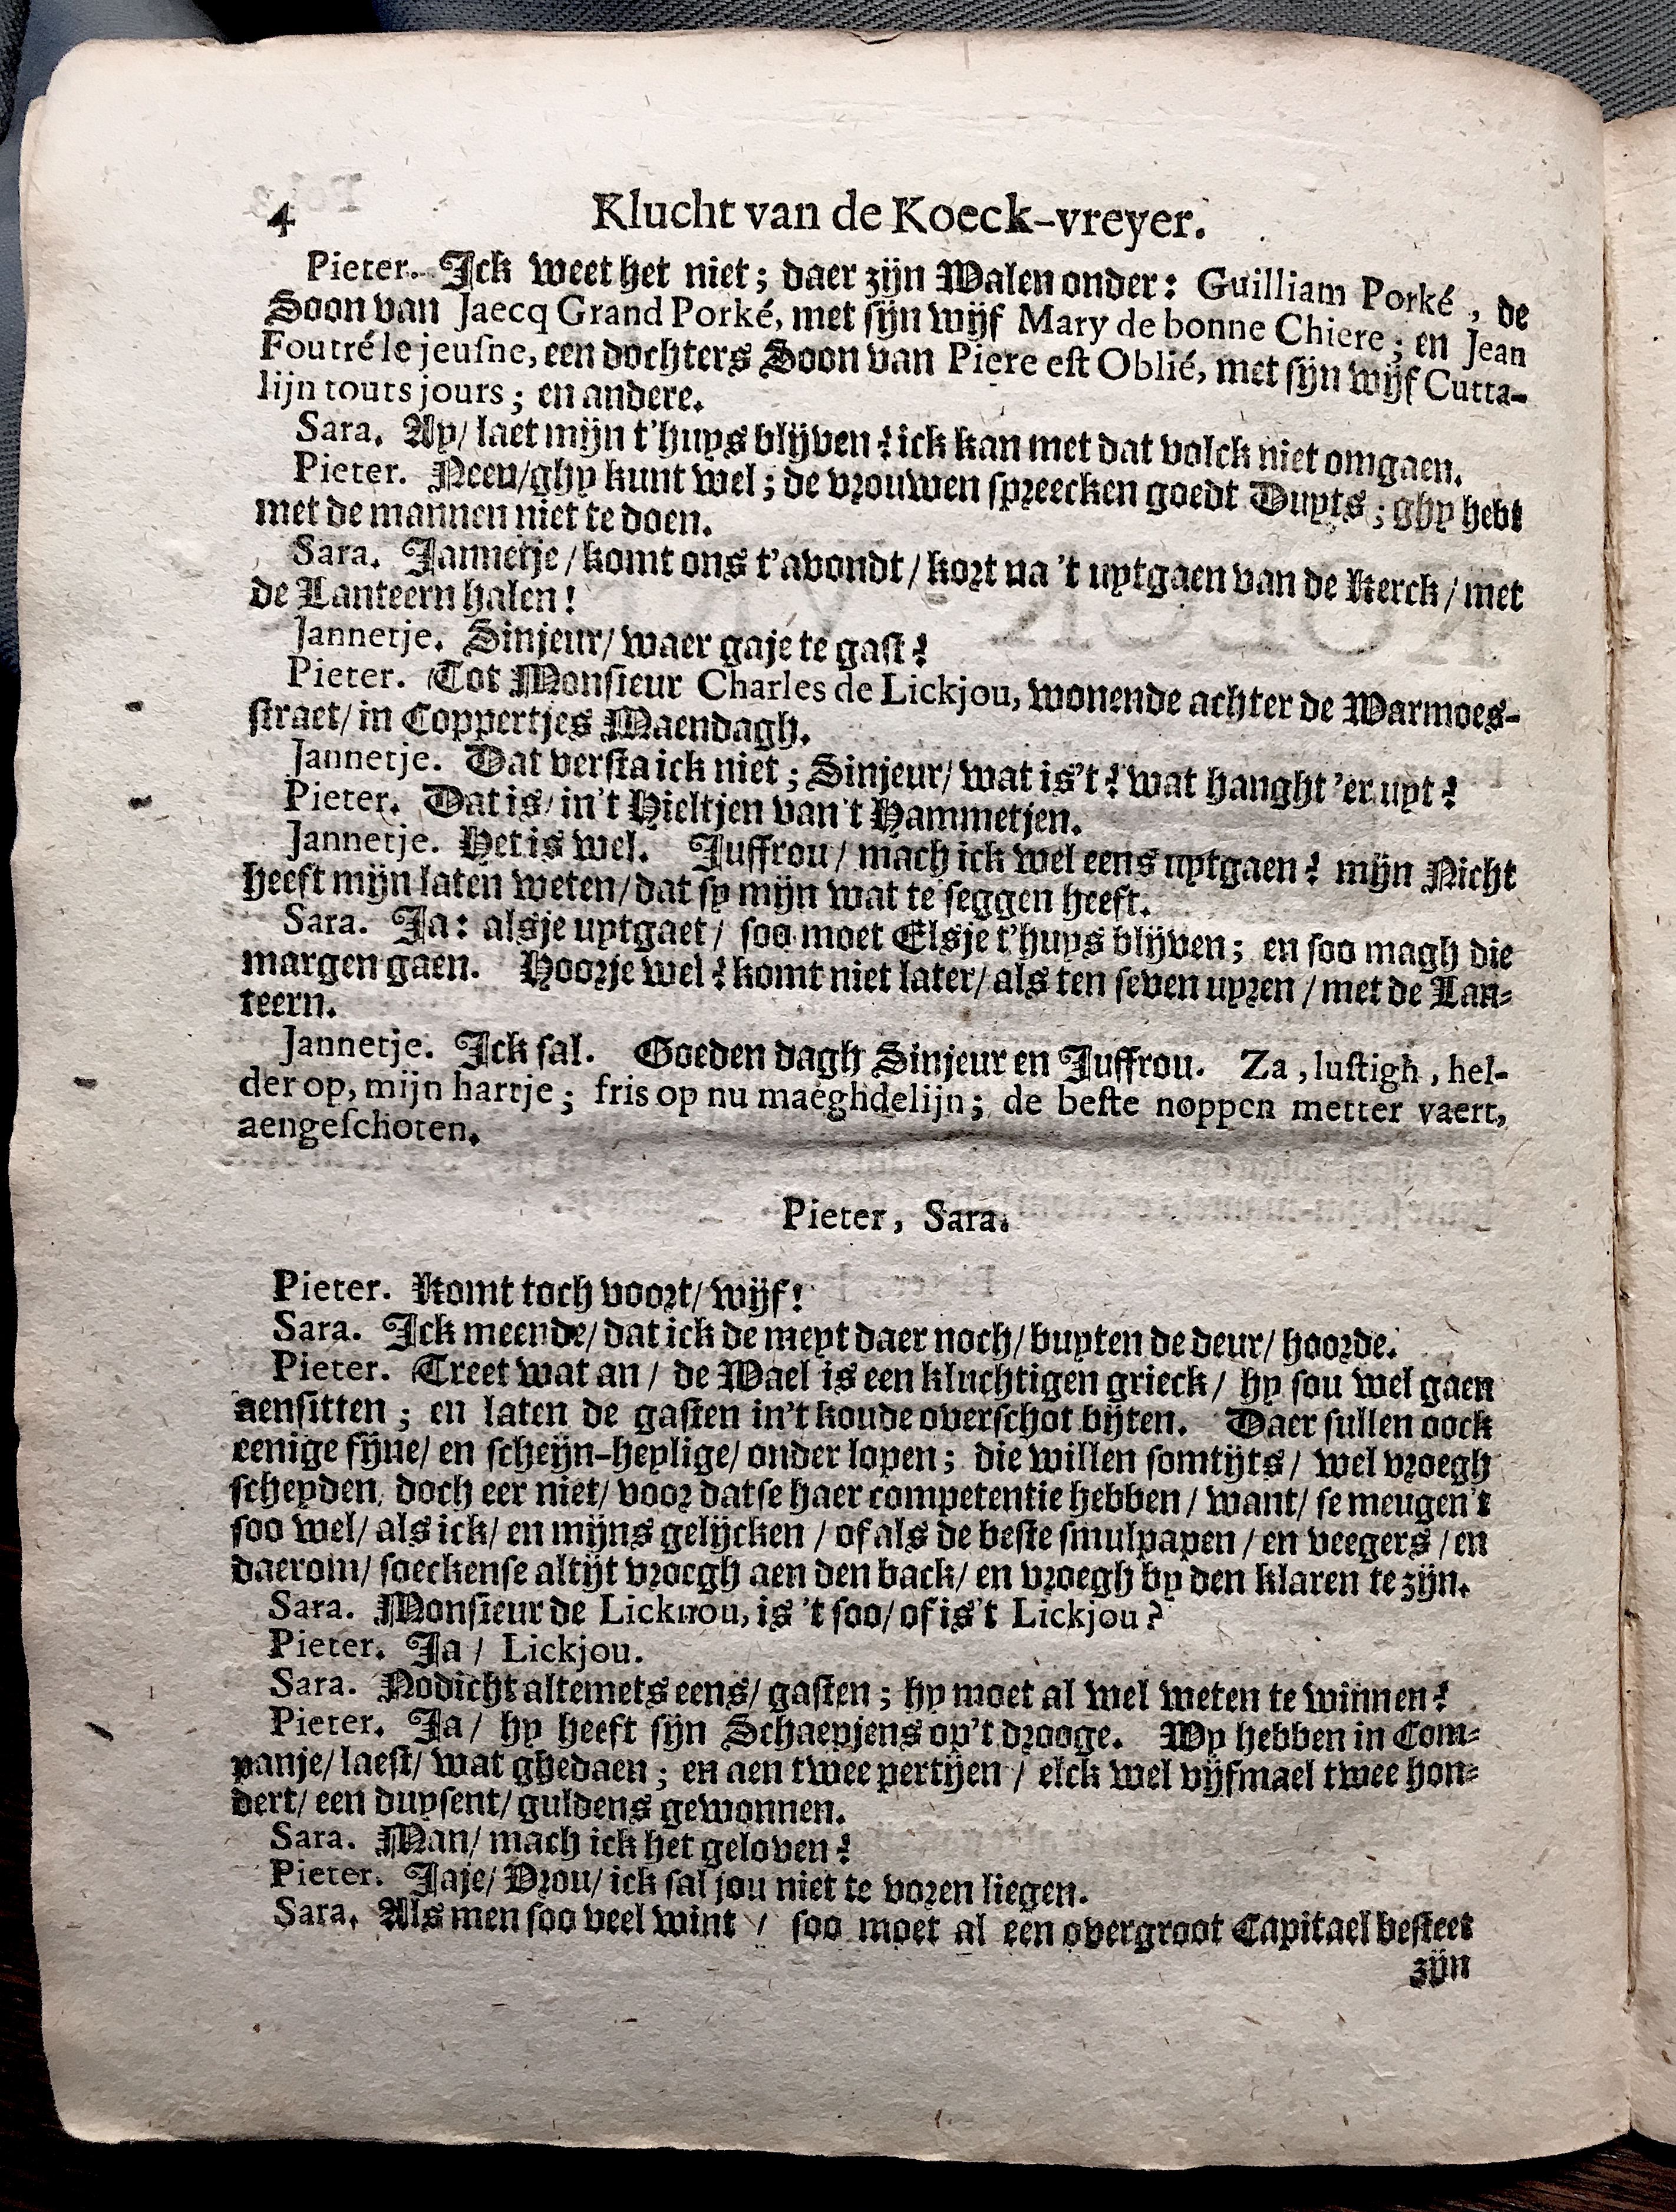 4 Klucht van de Koeck-vreyer.
Pieter. Ick weet het niet; daer zijn Walen onder: Guilliam Porké, de
Soon van Jaecq Grand Porké, met sijn wijf Mary de bonne Chiere; en Jean
Foutré le jeuſne, een dochters Soon van Piere eſt Oblié, met ſijn wijf Cutta-
lijn touts jours; en andere.
Sara. Ay/ laet mijn t'huys blijven? ick kan met dat volck niet omgaen.
Pieter. Neen/ghy kunt wel; de vrouwen ſpreecken goedt Duyts; ghy hebt
met de mannen niet te doen.
Sara. Jannetje/ komt ons t'avondt/ kort na 't uytgaen van de kerck/ met
de Lanteern halen!
Jannetje. Sinjeur/ waer gaje te gaſt?
Pieter. Tot Monſieur Charles de Lickjou, wonende achter de Warmoes-
ſtraet/ in Coppertjes Maendagh.
Jannetje. Dat verſta ick niet; Sinjeur/ wat is't? wat hanght 'er uyt?
Pieter. Dat is/ in't Hieltjen van't Hammetjen.
Jannetje. Het is wel. Juffrou/ mach ick wel eens uytgaen? mijn Nicht
heeft mijn laten weten/ dat ſy mijn wat te ſeggen heeft.
Sara. Ja: alsje uytgaet/ ſoo moet Elsje t'huys blijven; en ſoo magh die
margen gaen. Hoorje wel? komt niet later/ als ten ſeven uyren/ met de Lan-
teern.
Jannetje. Ick ſal. Goeden dagh Sinjeur en Juffrou. Za, luſtigh, hel-
der op, mijn hartje; fris op nu maeghdelijn; de beſte noppen metter vaert,
aengeſchoten.
Pieter, Sara.
Pieter. Komt toch voort/ wijf!
Sara. Ick meende/ dat ick de meyt daer noch/ buyten de deur/ hoorde.
Pieter. Treet wat an/ de Wael is een kluchtigen grieck/ hy ſou wel gaen
aenſitten; en laten de gaſten in't koude overſchot bijten. Daer ſullen oock
eenige fijne/ en ſcheijn-heylige/ onder lopen; die willen ſomtijts/ wel vroegh
ſcheyden, doch eer niet/ voor datſe haer competentie hebben/ want/ ſe meugen't
ſoo wel/ als ick/ en mijns gelijcken/ of als de beſte ſmulpapen/ en veegers/ en
daerom/ ſoeckenſe altijt vroegh aen den back/ en vroegh by den klaren te zijn.
Sara. Monſieur de Licknou, is 't ſoo/ of is't Lickjou?
Pieter. Ja/ Lickjou.
Sara. Nodicht altemets eens/ gaſten; hy moet al wel weten te winnen?
Pieter. Ja/ hy heeft ſijn Schaepjens op't drooge. Wy hebben in Com-
panje/ laeſt/ wat ghedaen; en aen twee pertijen/ elck wel vijfmael twee hon-
dert/ een duyſent/ guldens gewonnen.
Sara. Man/ mach ick het geloven?
Pieter. Jaje/ Vrou/ ick ſal jou niet te voren liegen.
Sara. Als men ſoo veel wint/ ſoo moet al een overgroot Capitael beſteet
zijn